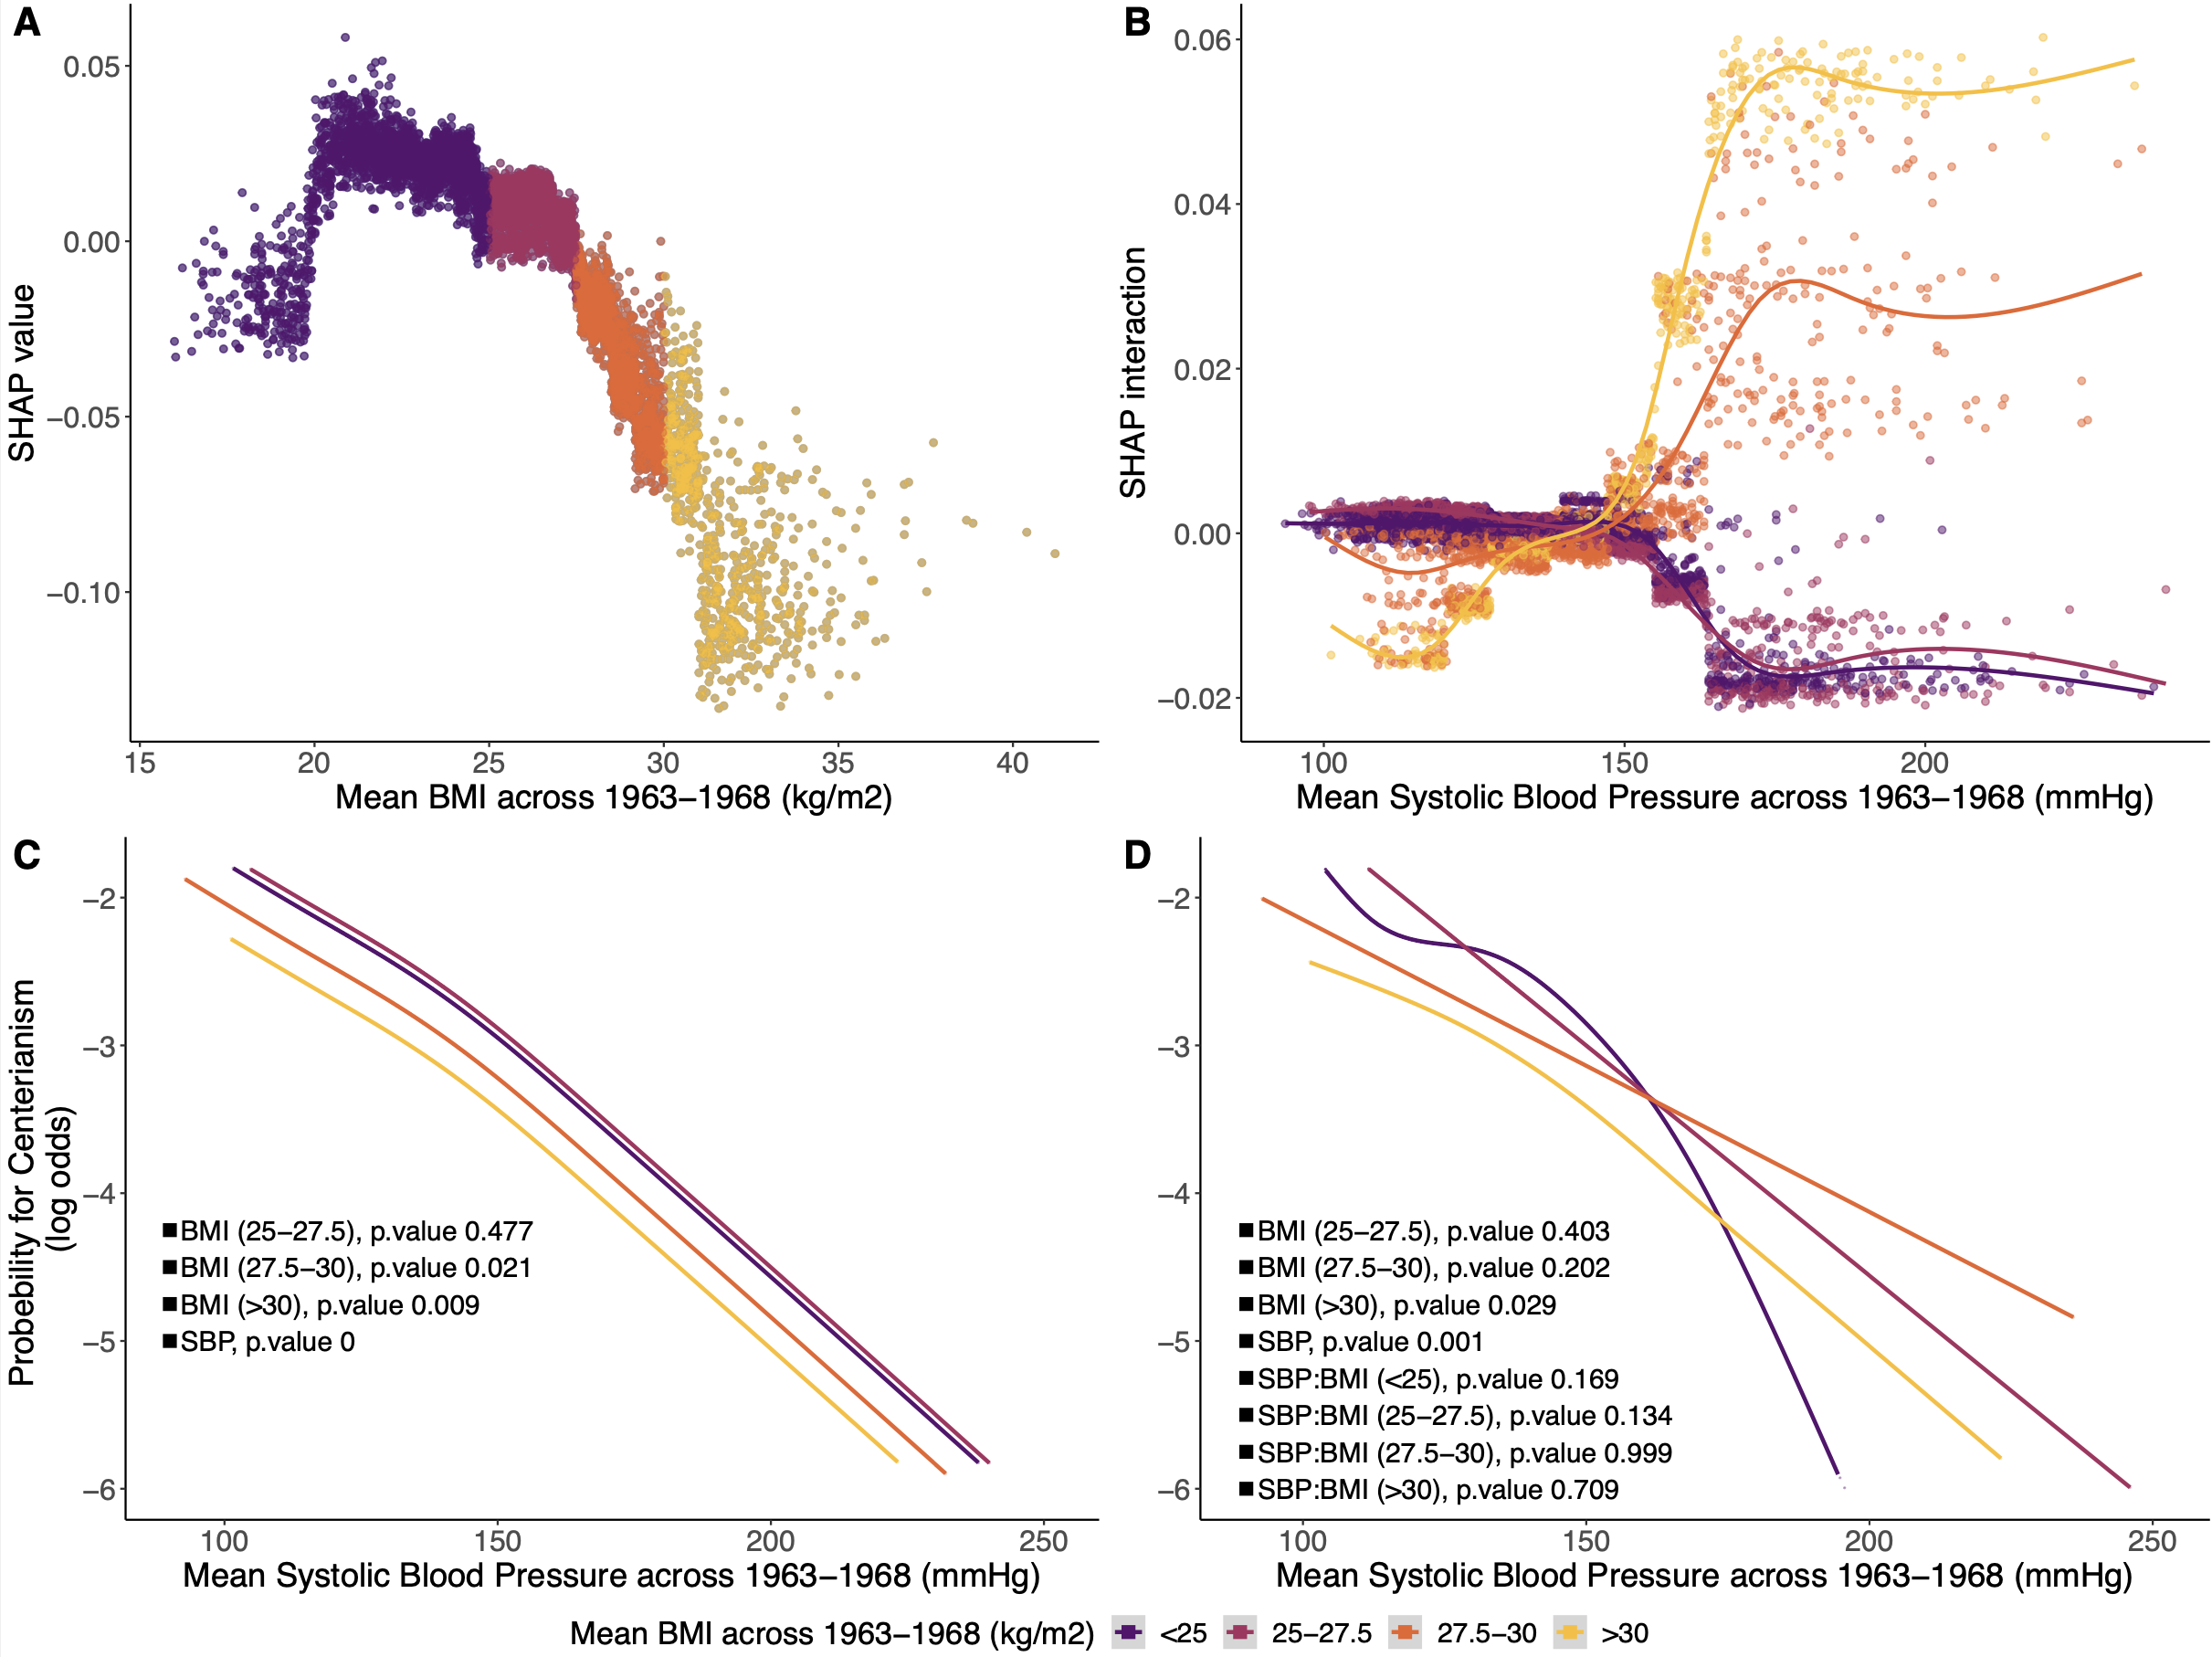 A
SHAP value
0.05
0.00
−0.05
−0.10
15 20 25 30 35 40
Mean BMI across 1963−1968 (kg/m2)
B
SHAP interaction
0.06
0.04
0.02
0.00
−0.02
100 150 200
Mean Systolic Blood Pressure across 1963−1968 (mmHg)
C
Probebility for Centerianism
(log odds)
−2
−3
−4
−5
−6
BMI (25−27.5), p.value 0.477
BMI (27.5−30), p.value 0.021
BMI (>30), p.value 0.009
SBP, p.value 0
100 150 200 250
Mean Systolic Blood Pressure across 1963−1968 (mmHg)
D
−2
−3
−4
−5
−6
BMI (25−27.5), p.value 0.403
BMI (27.5−30), p.value 0.202
BMI (>30), p.value 0.029
SBP, p.value 0.001
SBP:BMI (<25), p.value 0.169
SBP:BMI (25−27.5), p.value 0.134
SBP:BMI (27.5−30), p.value 0.999
SBP:BMI (>30), p.value 0.709
100 150 200 250
Mean Systolic Blood Pressure across 1963−1968 (mmHg)
Mean BMI across 1963−1968 (kg/m2) <25 25−27.5 27.5−30 >30